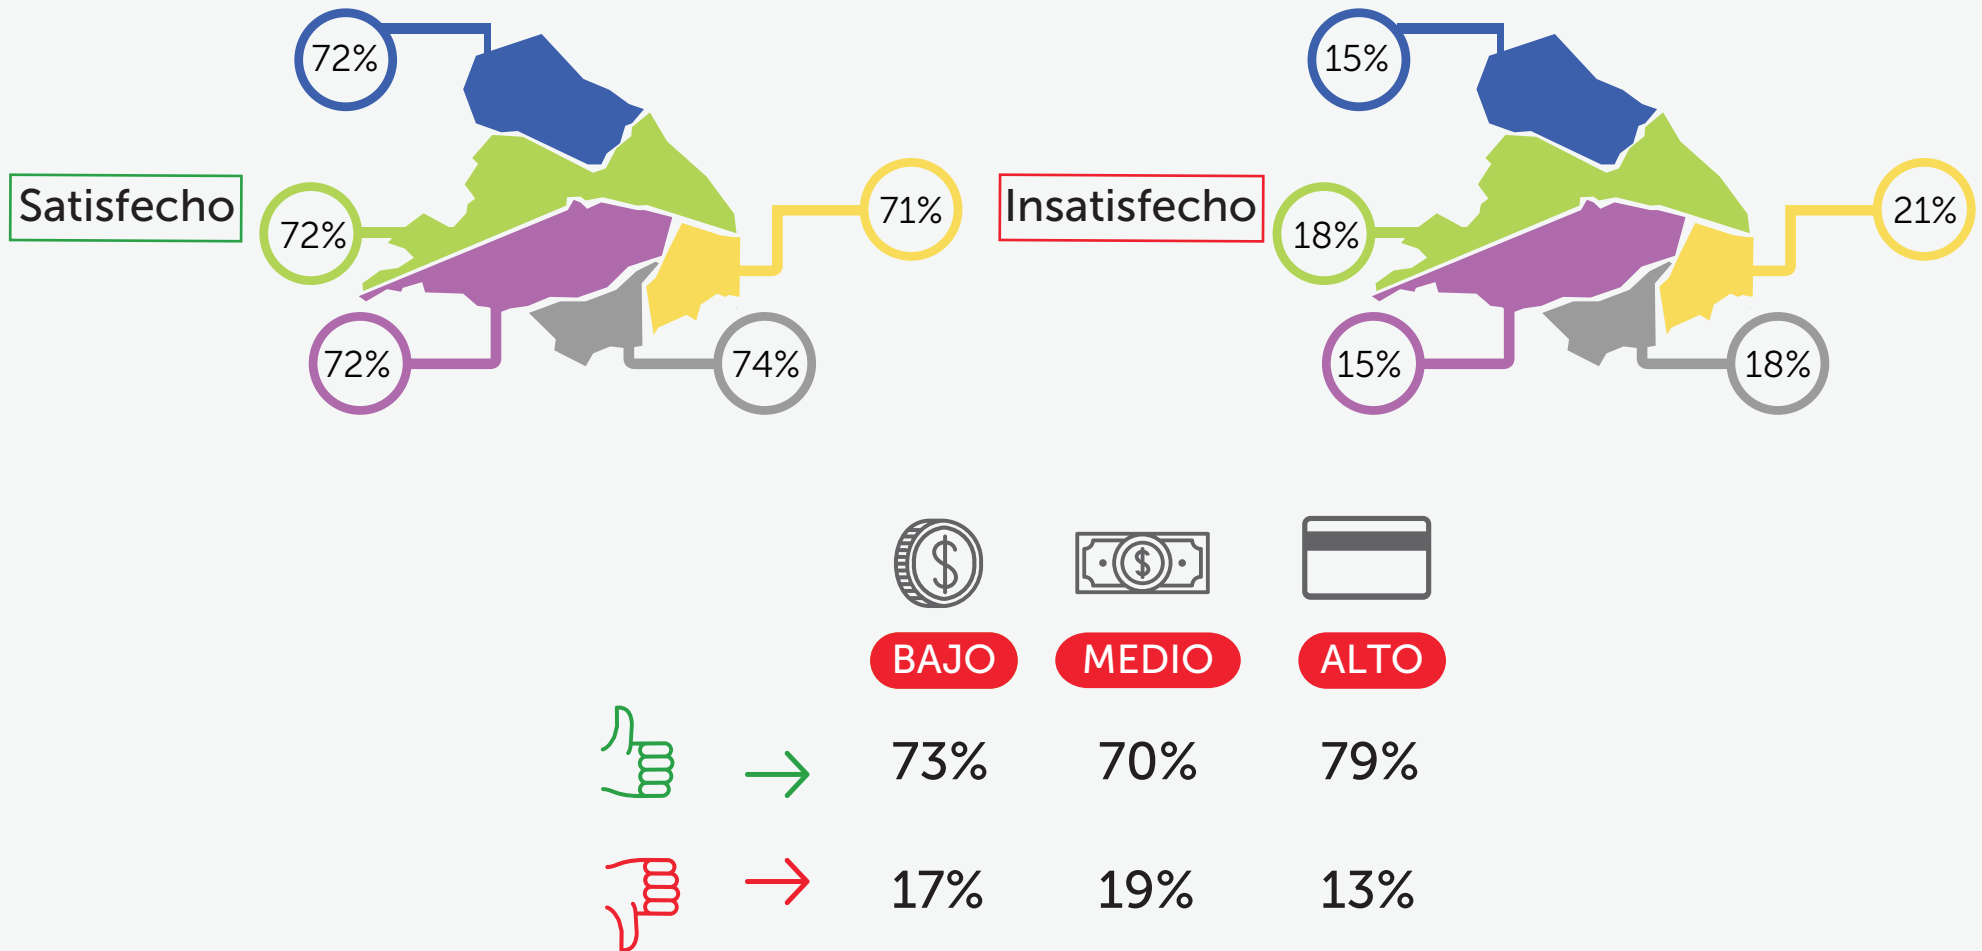 72%
Satisfecho
72%
71%
72%
74%
15%
Insatisfecho
18%
21%
15%
18%
$ $
BAJO MEDIO ALTO
73% 70% 79%
17% 19% 13%